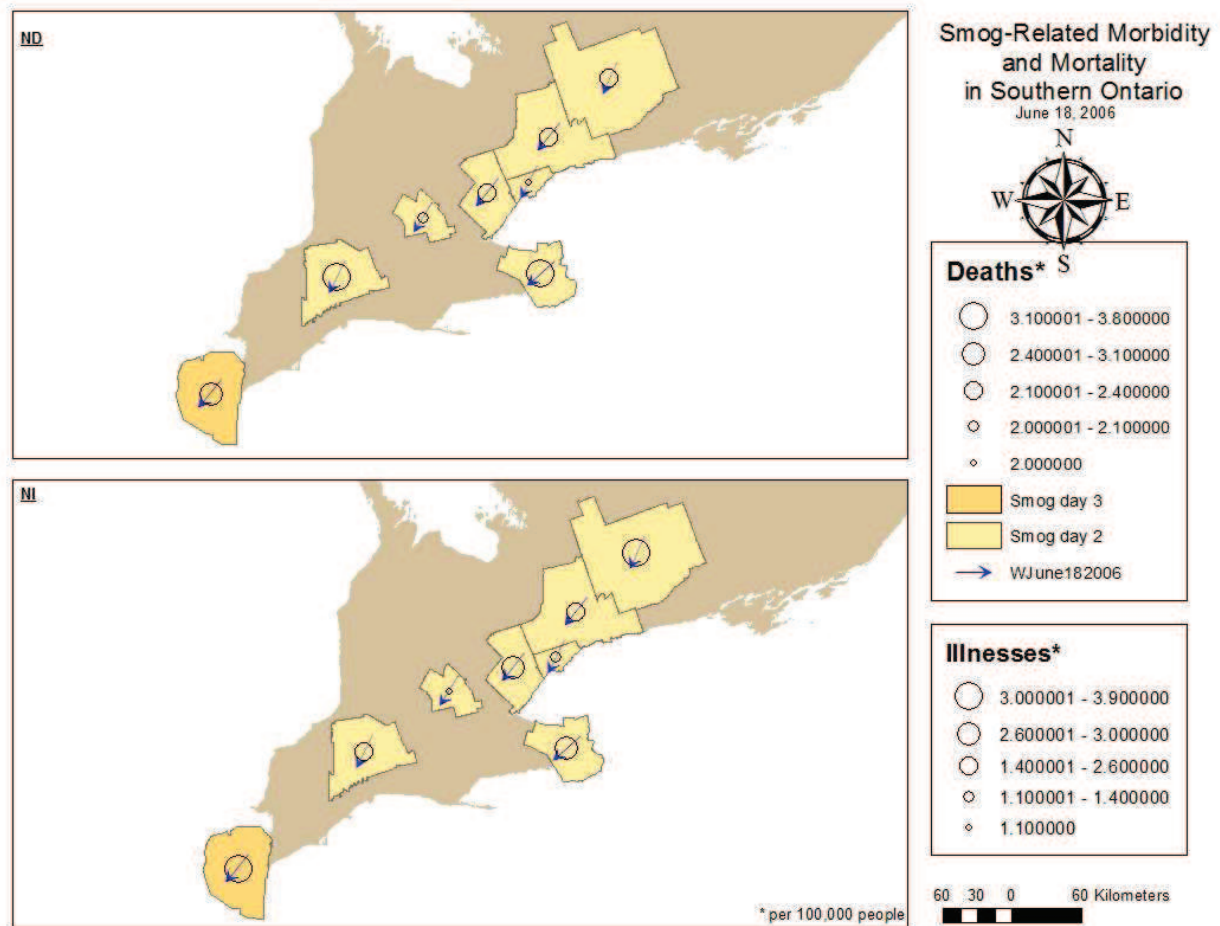 ND
Smog-Related Morbidity
and Mortality
in Southern Ontario
June 18, 2006
N
W E
S
Deaths*
3.100001 - 3.800000
2.400001 - 3.100000
2.100001 - 2.400000
2.000001 - 2.100000
2.000000
Smog day 3
Smog day 2
WJune182006
NI
* per 100,000 people
Illnesses*
3.000001 - 3.900000
2.600001 - 3.000000
1.400001 - 2.600000
1.100001 - 1.400000
1.100000
60 30 0 60 Kilometers